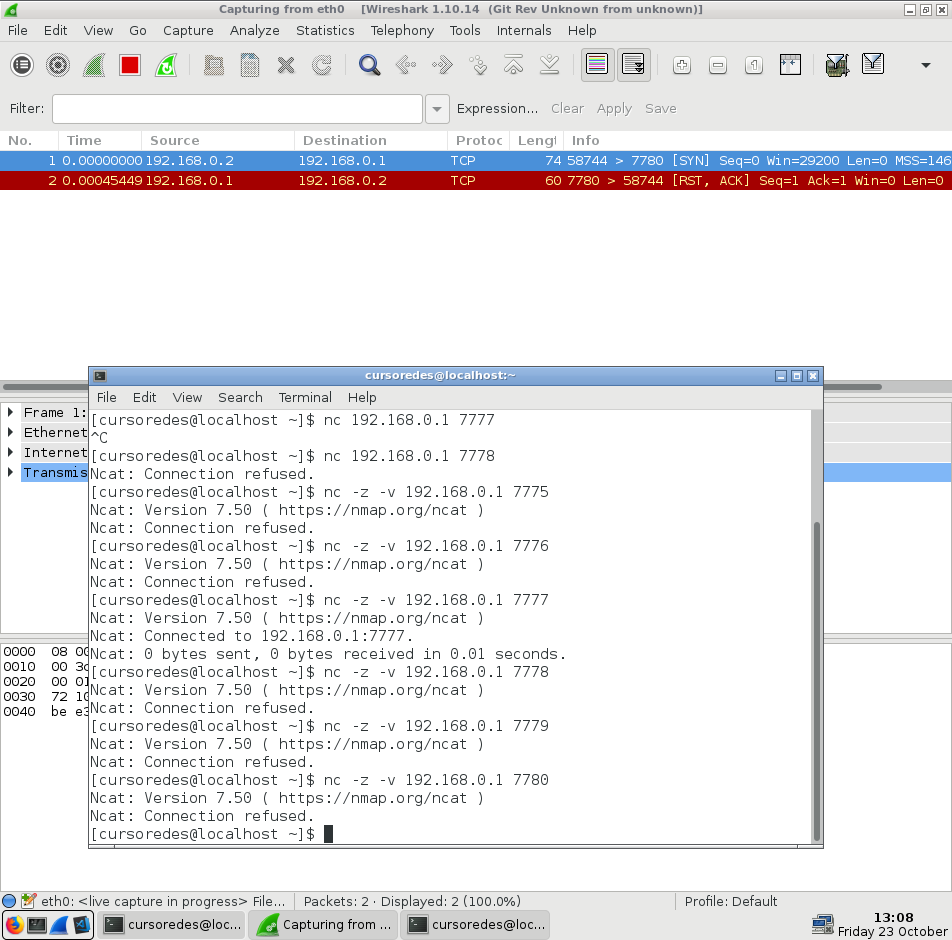 Capturing from eth0 [Wireshark 1.10.14 (Git Rev Unknown from unknown)]
File Edit View Go Capture Analyze Statistics Telephony Tools Internals Help
Filter: Expression... Clear Apply Save
No. Time Source Destination Protoc Lengt Info
1 0.00000000 192.168.0.2 192.168.0.1 TCP 74 58744 > 7780 [SYN] Seq=0 Win=29200 Len=0 MSS=146
2 0.00045449 192.168.0.1 192.168.0.2 TCP 60 7780 > 58744 [RST, ACK] Seq=1 Ack=1 Win=0 Len=0
cursoredes@localhost:~
File Edit View Search Terminal Help
Frame 1:
Ethernet
Internet
Transmis
[cursoredes@localhost ~]$ nc 192.168.0.1 7777
^C
[cursoredes@localhost ~]$ nc 192.168.0.1 7778
Ncat: Connection refused.
[cursoredes@localhost ~]$ nc -z -v 192.168.0.1 7775
Ncat: Version 7.50 ( https://nmap.org/ncat )
Ncat: Connection refused.
[cursoredes@localhost ~]$ nc -z -v 192.168.0.1 7776
Ncat: Version 7.50 ( https://nmap.org/ncat )
Ncat: Connection refused.
[cursoredes@localhost ~]$ nc -z -v 192.168.0.1 7777
Ncat: Version 7.50 ( https://nmap.org/ncat )
Ncat: Connected to 192.168.0.1:7777.
Ncat: 0 bytes sent, 0 bytes received in 0.01 seconds.
[cursoredes@localhost ~]$ nc -z -v 192.168.0.1 7778
Ncat: Version 7.50 ( https://nmap.org/ncat )
Ncat: Connection refused.
[cursoredes@localhost ~]$ nc -z -v 192.168.0.1 7779
Ncat: Version 7.50 ( https://nmap.org/ncat )
Ncat: Connection refused.
[cursoredes@localhost ~]$ nc -z -v 192.168.0.1 7780
Ncat: Version 7.50 ( https://nmap.org/ncat )
Ncat: Connection refused.
[cursoredes@localhost ~]$
0000 08 00
0010 00 3c
0020 00 01
0030 72 10
0040 be e3
eth0: <live capture in progress> File... Packets: 2 · Displayed: 2 (100.0%) Profile: Default
cursoredes@loc... Capturing from ... cursoredes@loc... 13:08
Friday 23 October